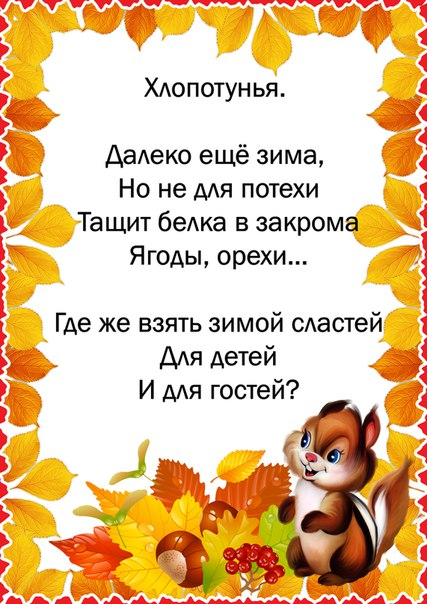 Хлопотунья.
Далеко ещё зима,
Но не для потехи
Тащит белка в закрома
Ягоды, орехи...
Где же взять зимой сластей
Для детей
И для гостей?